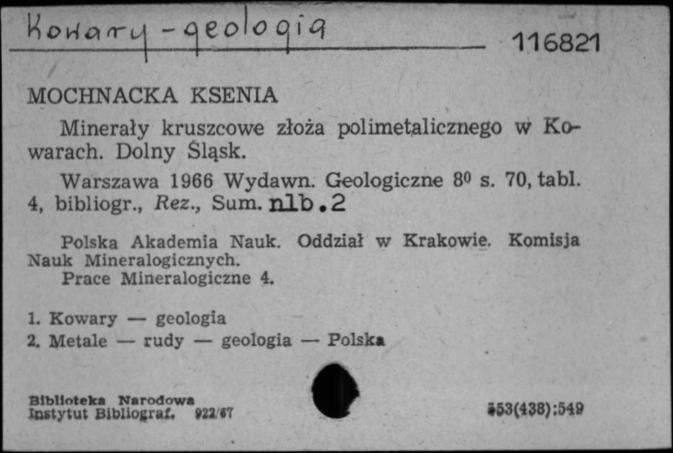 Kowary - geologia
116821
MOCHNACKA KSENIA
Minerały kruszcowe złoża polimetalicznego w Ko-
warach. Dolny Śląsk.
Warszawa 1966 Wydawn. Geologiczne 8⁰ s. 70, tabl.
4, bibliogr., Rez., Sum. nlb.2
Polska Akademia Nauk. Oddział w Krakowie. Komisja
Nauk Mineralogicznych.
Prace Mineralogiczne 4.
1. Kowary — geologia
2. Metale — rudy — geologia — Polska
Biblioteka Narodowa
Instytut Bibliograf. 922/67
553(438):549